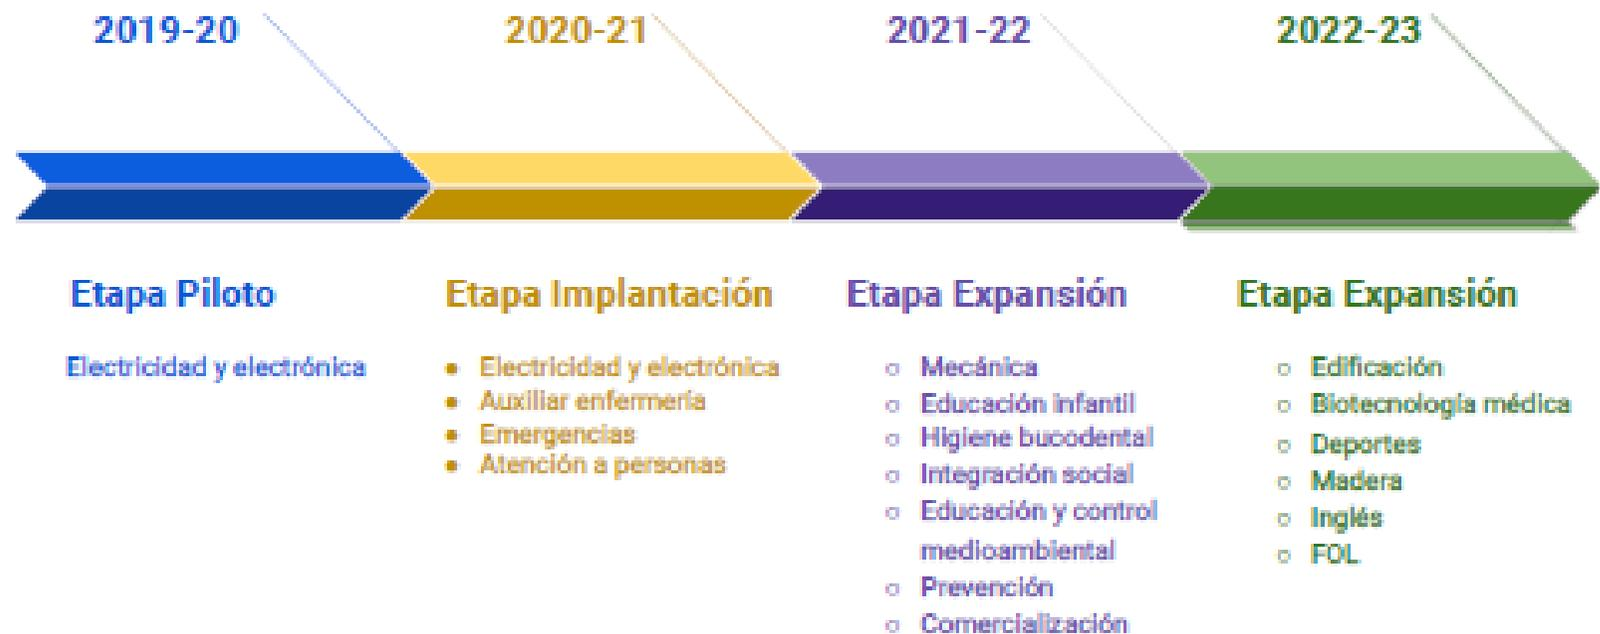 2019-20
2020-21
2021-22
2022-23
Etapa Piloto
Etapa Implantación
Etapa Expansión
Etapa Expansión
Electricidad y electrónica
● Electricidad y electrónica
● Auxiliar enfermería
● Emergencias
● Atención a personas
○ Mecánica
○ Educación infantil
○ Higiene bucodental
○ Integración social
○ Educación y control
medioambiental
○ Prevención
○ Comercialización
○ Edificación
○ Biotecnología médica
○ Deportes
○ Madera
○ Inglés
○ FOL